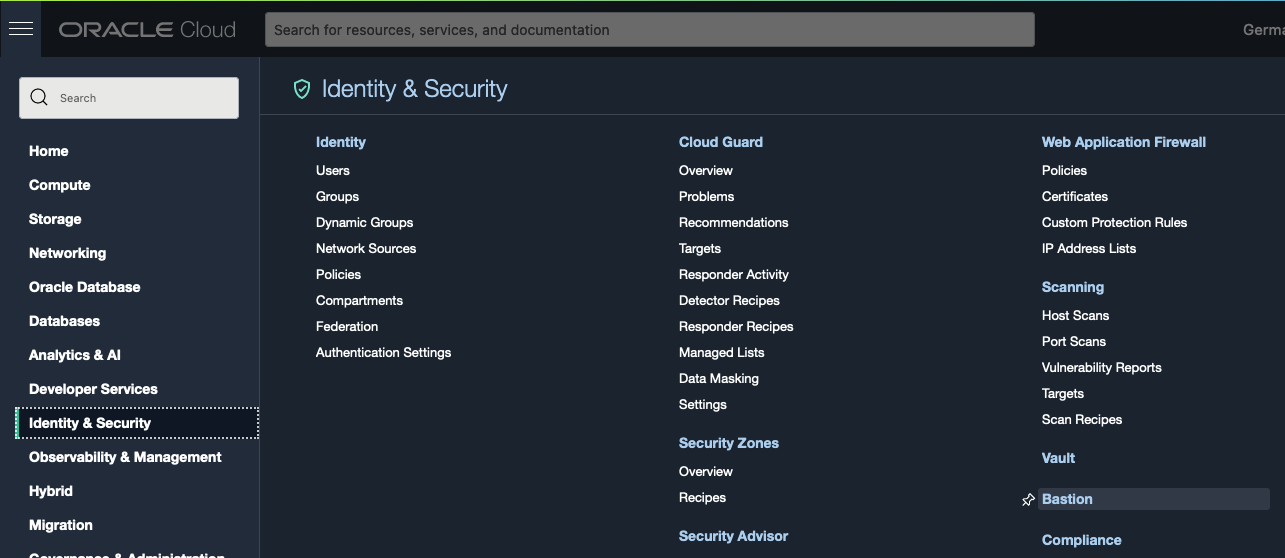 ORACLE Cloud
Search for resources, services, and documentation
Search
Home
Compute
Storage
Networking
Oracle Database
Databases
Analytics & AI
Developer Services
Identity & Security
Observability & Management
Hybrid
Migration
Governance & Administration
Identity & Security
Identity
Users
Groups
Dynamic Groups
Network Sources
Policies
Compartments
Federation
Authentication Settings
Cloud Guard
Overview
Problems
Recommendations
Targets
Responder Activity
Detector Recipes
Responder Recipes
Managed Lists
Data Masking
Settings
Security Zones
Overview
Recipes
Security Advisor
Web Application Firewall
Policies
Certificates
Custom Protection Rules
IP Address Lists
Scanning
Host Scans
Port Scans
Vulnerability Reports
Targets
Scan Recipes
Vault
Bastion
Compliance